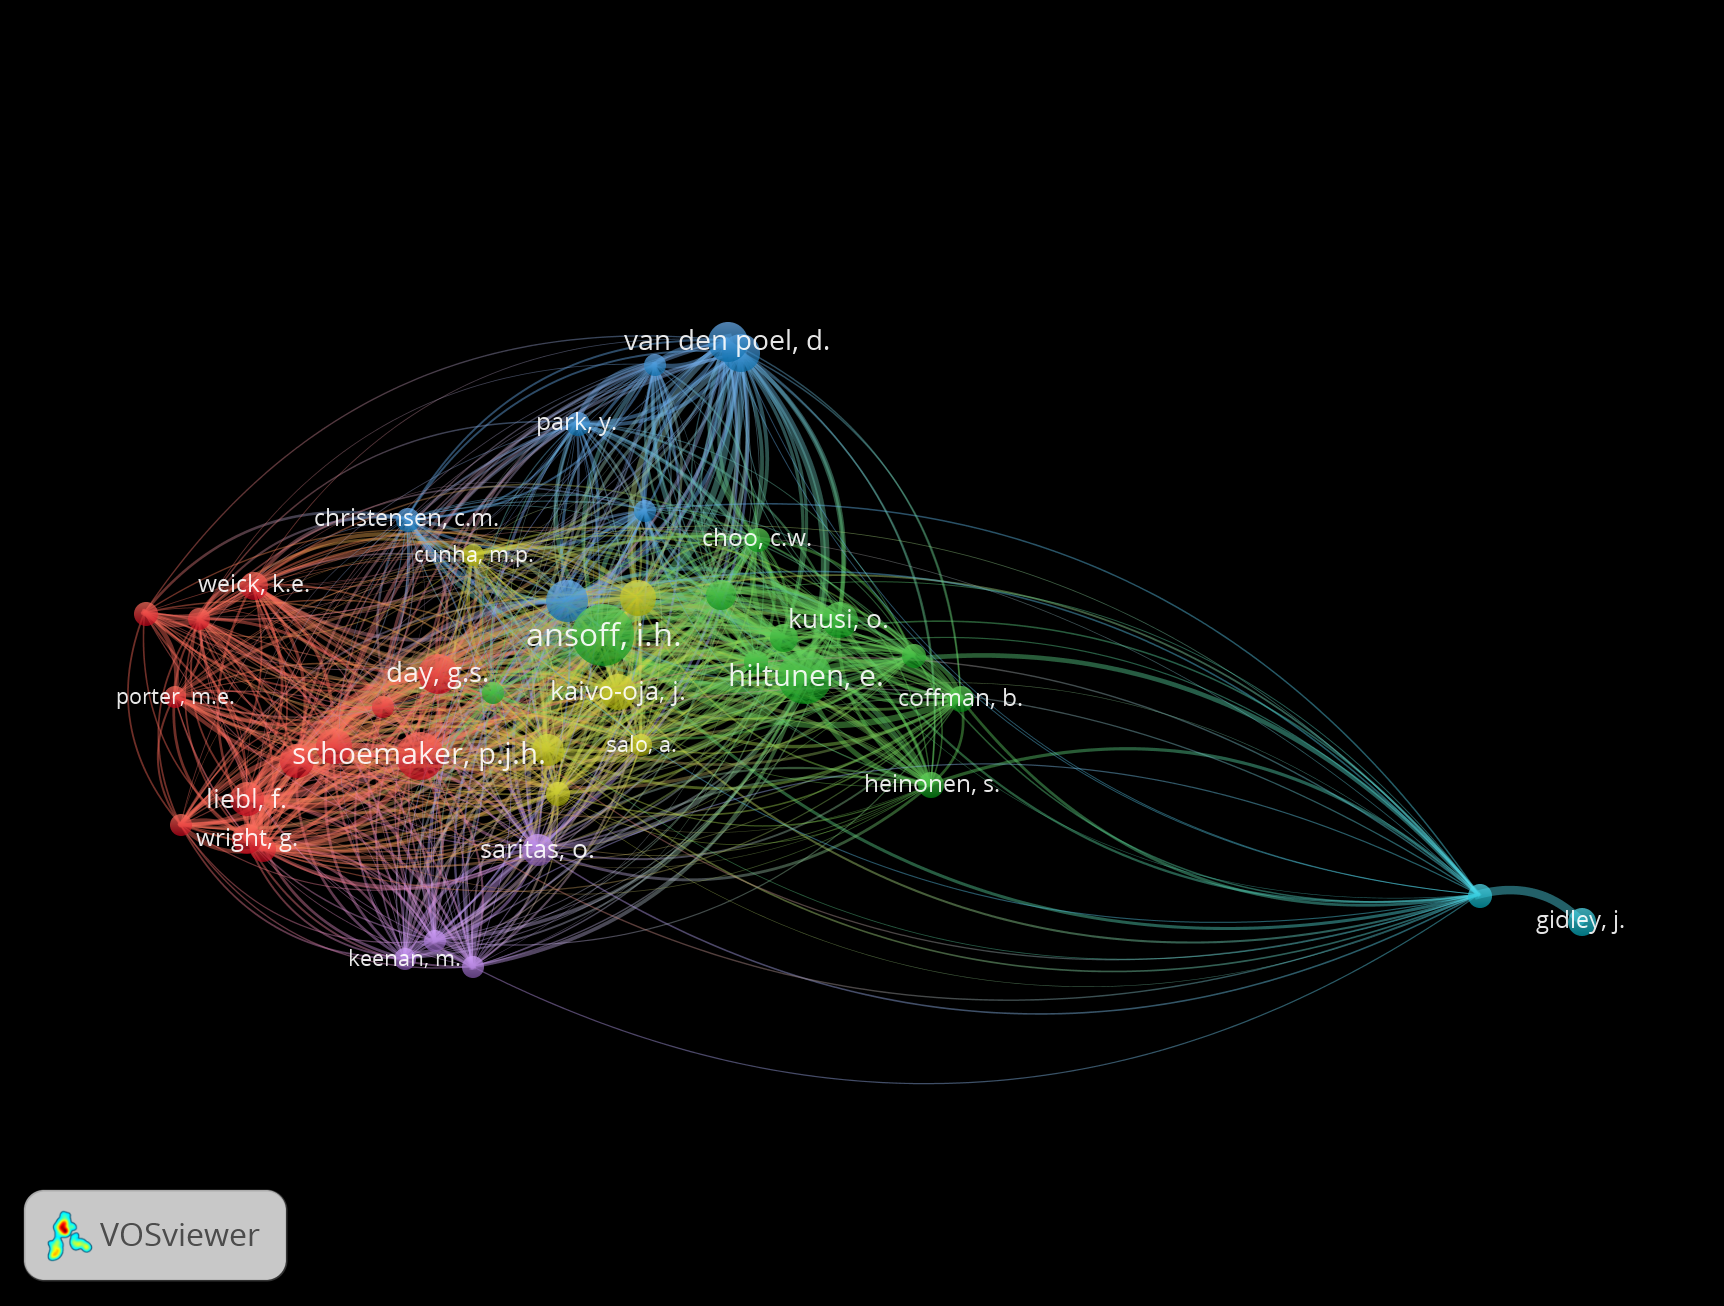 van den poel, d.
park, y.
christensen, c.m.
choo, c.w.
cunha, m.p.
weick, k.e.
kuusi, o.
ansoff, i.h.
day, g.s.
hiltunen, e.
kaivo-oja, j.
porter, m.e.
coffman, b.
salo, a.
schoemaker, p.j.h.
heinonen, s.
liebl, f.
wright, g.
saritas, o.
gidley, j.
keenan, m.
VOSviewer